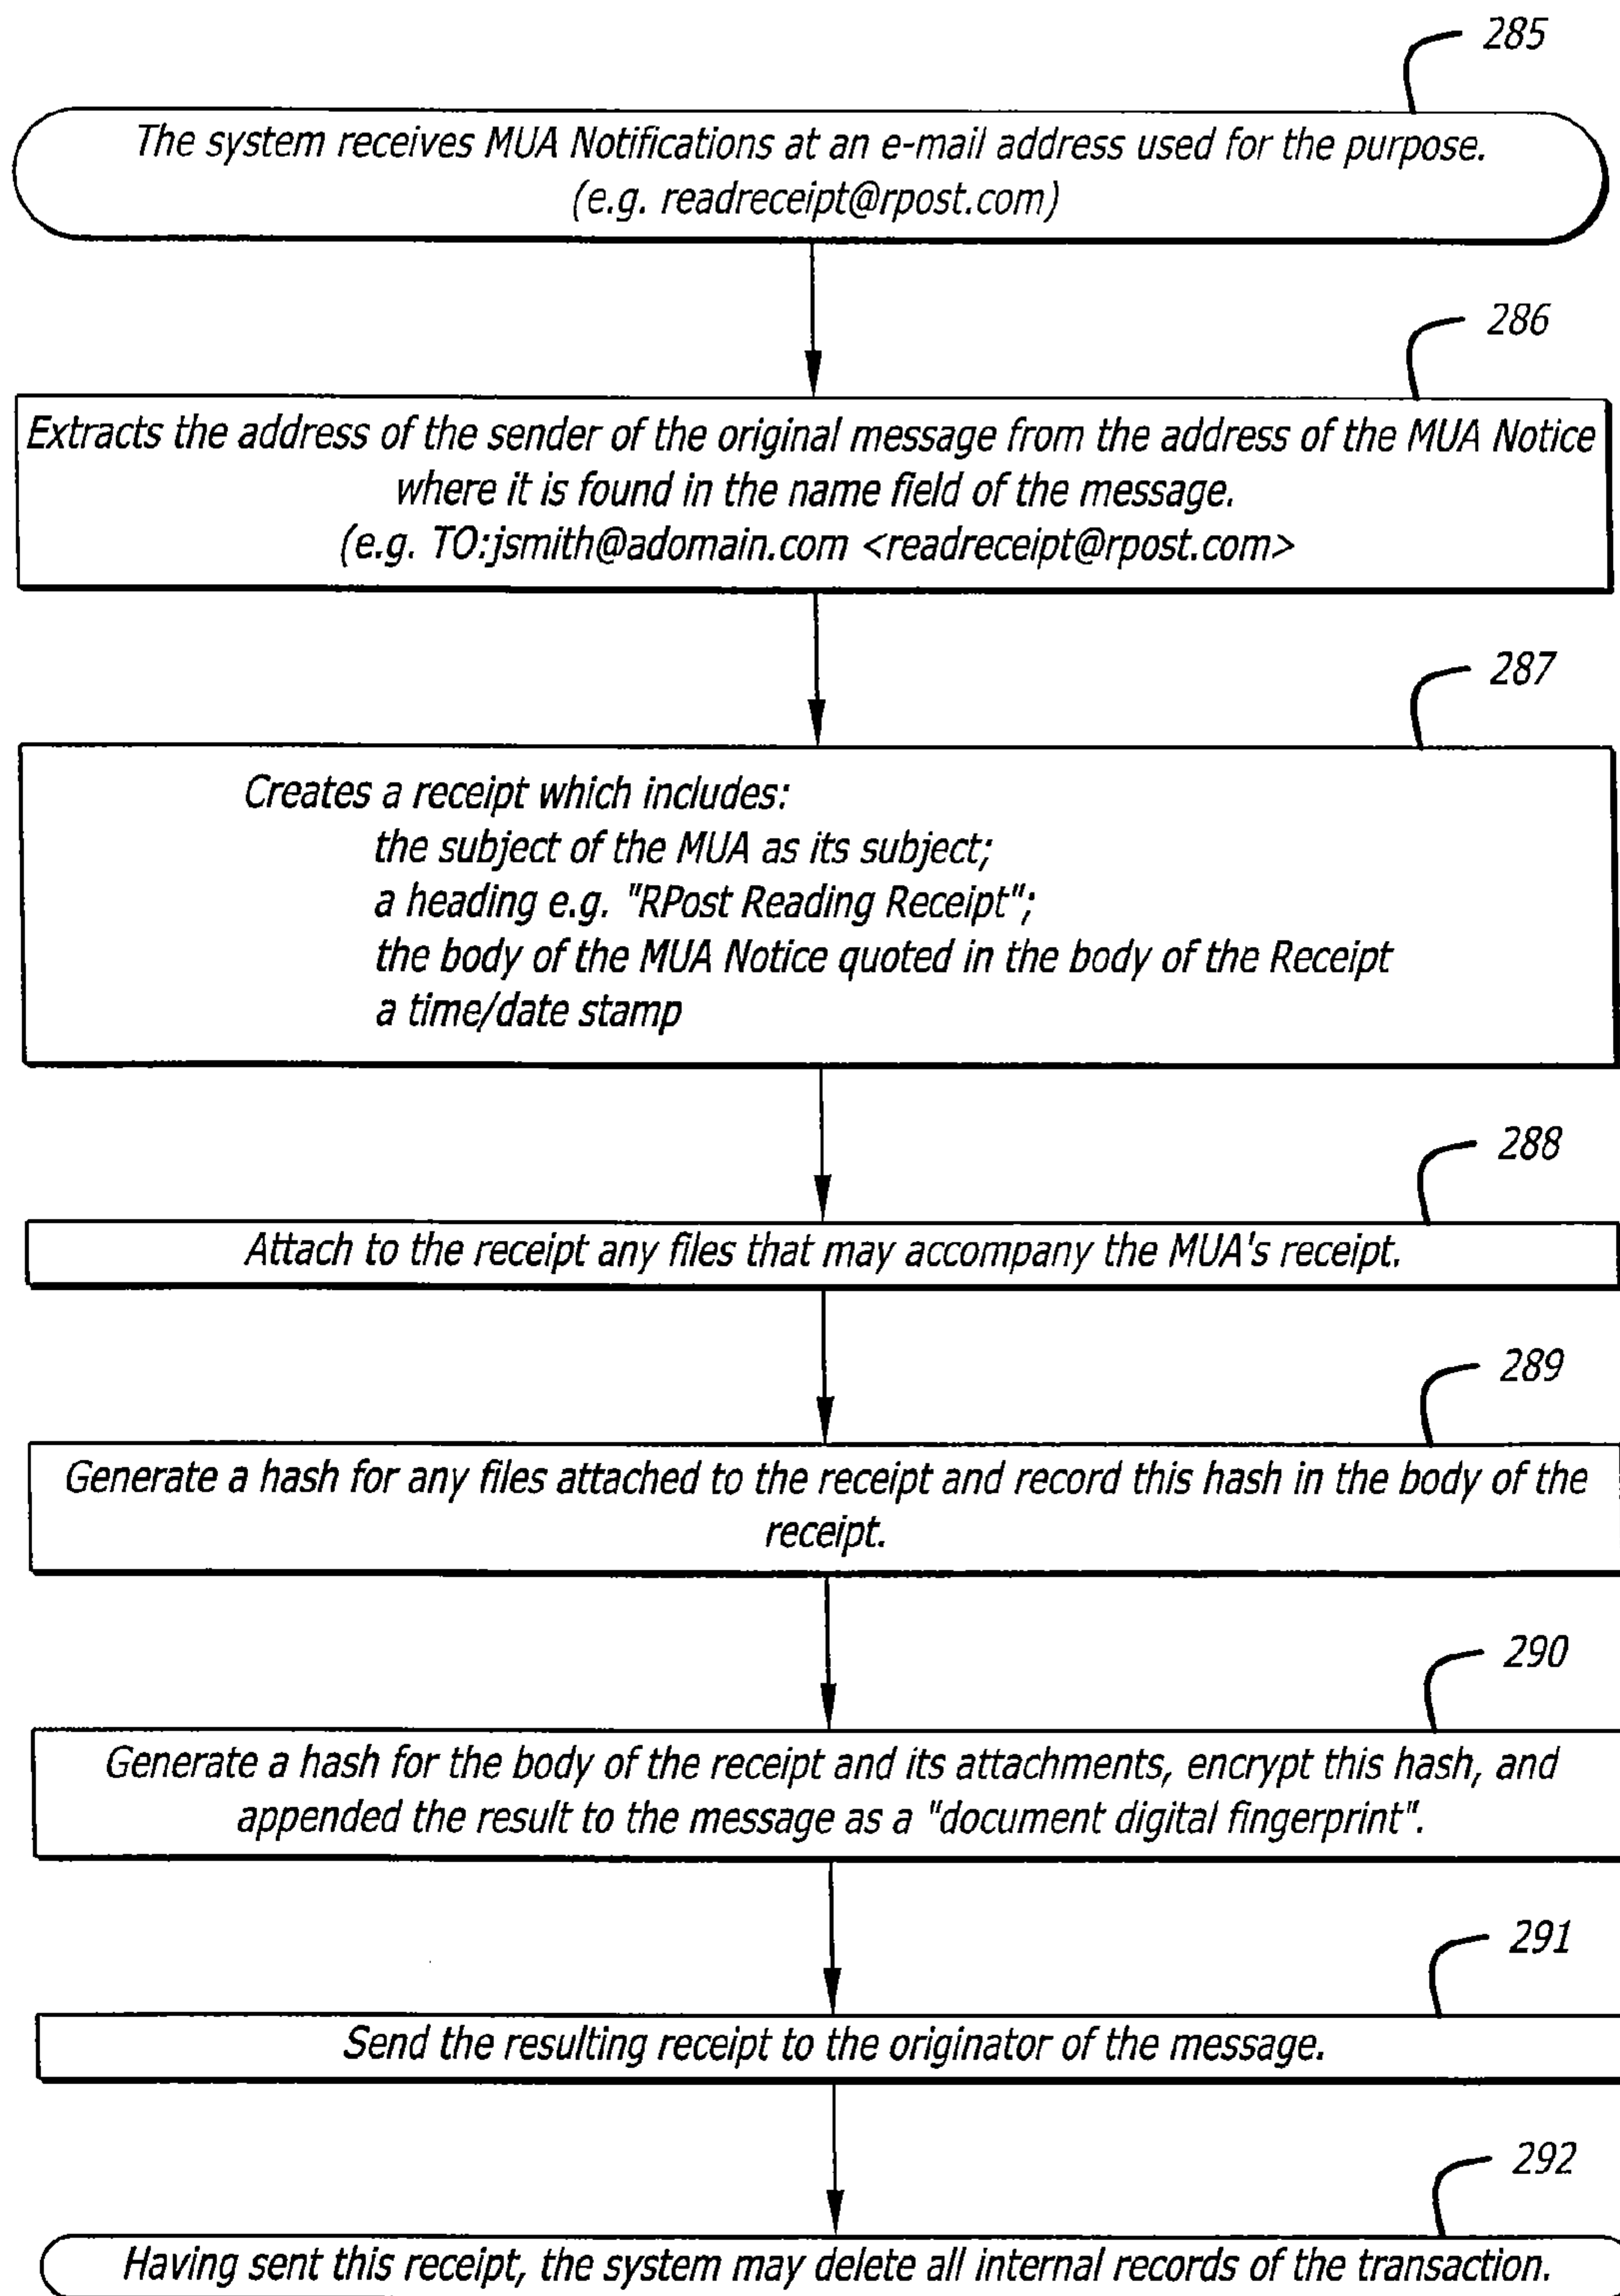 285
The system receives MUA Notifications at an e-mail address used for the purpose.
(e.g. readreceipt@rpost.com)
286
Extracts the address of the sender of the original message from the address of the MUA Notice
where it is found in the name field of the message.
(e.g. TO:jsmith@adomain.com <readreceipt@rpost.com>
287
Creates a receipt which includes:
the subject of the MUA as its subject;
a heading e.g. "RPost Reading Receipt";
the body of the MUA Notice quoted in the body of the Receipt
a time/date stamp
288
Attach to the receipt any files that may accompany the MUA's receipt.
289
Generate a hash for any files attached to the receipt and record this hash in the body of the
receipt.
290
Generate a hash for the body of the receipt and its attachments, encrypt this hash, and
appended the result to the message as a "document digital fingerprint".
291
Send the resulting receipt to the originator of the message.
292
Having sent this receipt, the system may delete all internal records of the transaction.